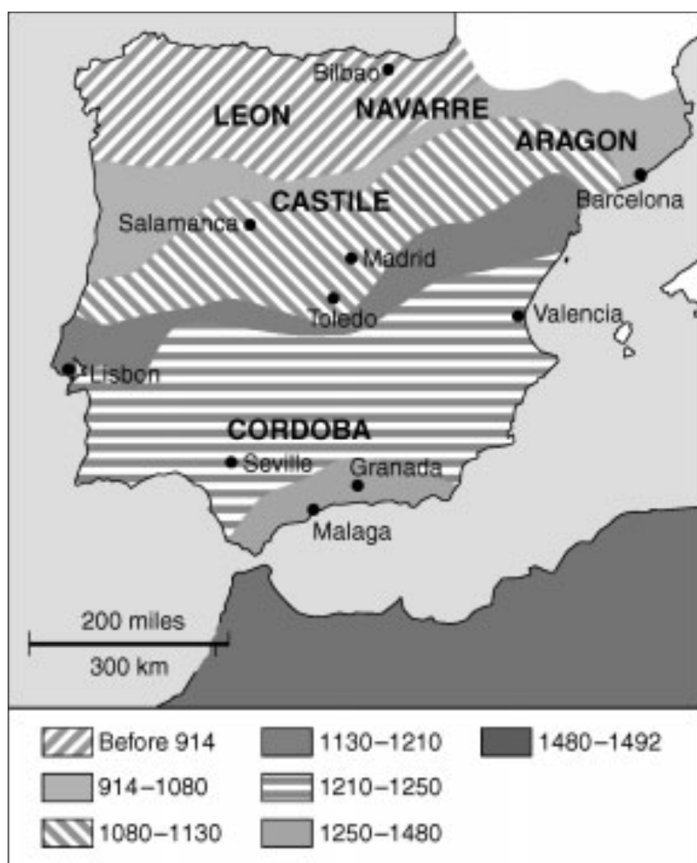 Bilbao
LEON
NAVARRE
ARAGON
Barcelona
CASTILE
Salamanca
Madrid
Toledo
Valencia
Lisbon
CORDOBA
Seville
Granada
Malaga
200 miles
300 km
Before 914
914–1080
1080–1130
1130–1210
1210–1250
1250–1480
1480–1492